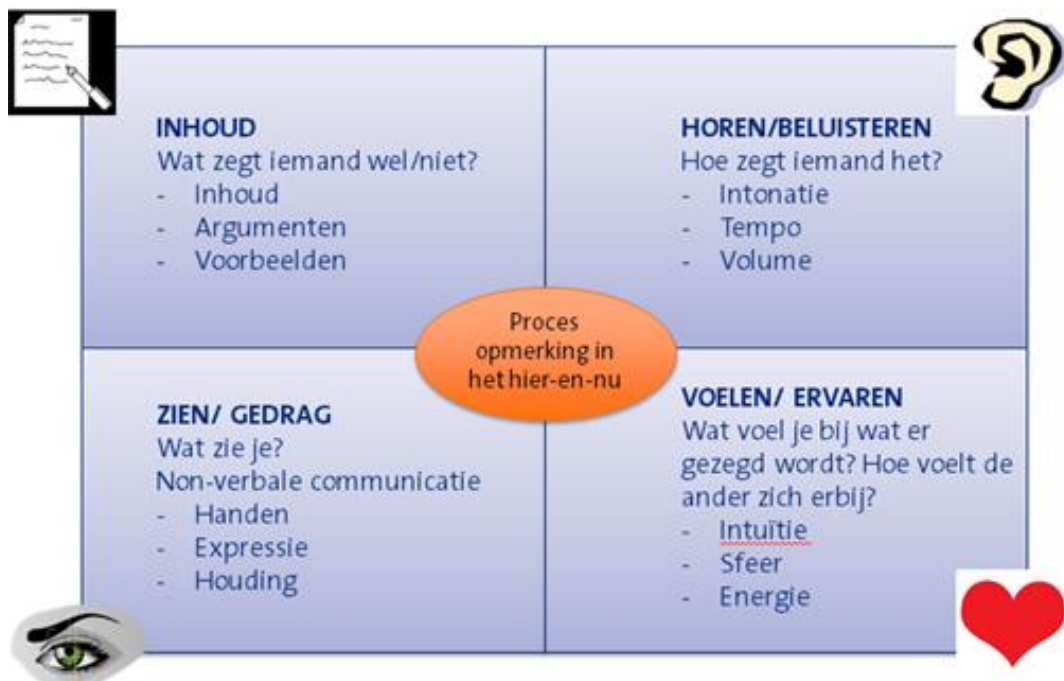 INHOUD
Wat zegt iemand wel/niet?
- Inhoud
- Argumenten
- Voorbeelden
HOREN/BELUISTEREN
Hoe zegt iemand het?
- Intonatie
- Tempo
- Volume
Proces
opmerking in
het hier-en-nu
ZIEN/ GEDRAG
Wat zie je?
Non-verbale communicatie
- Handen
- Expressie
- Houding
VOELEN/ ERVAREN
Wat voel je bij wat er
gezegd wordt? Hoe voelt de
ander zich erbij?
- Intuïtie
- Sfeer
- Energie